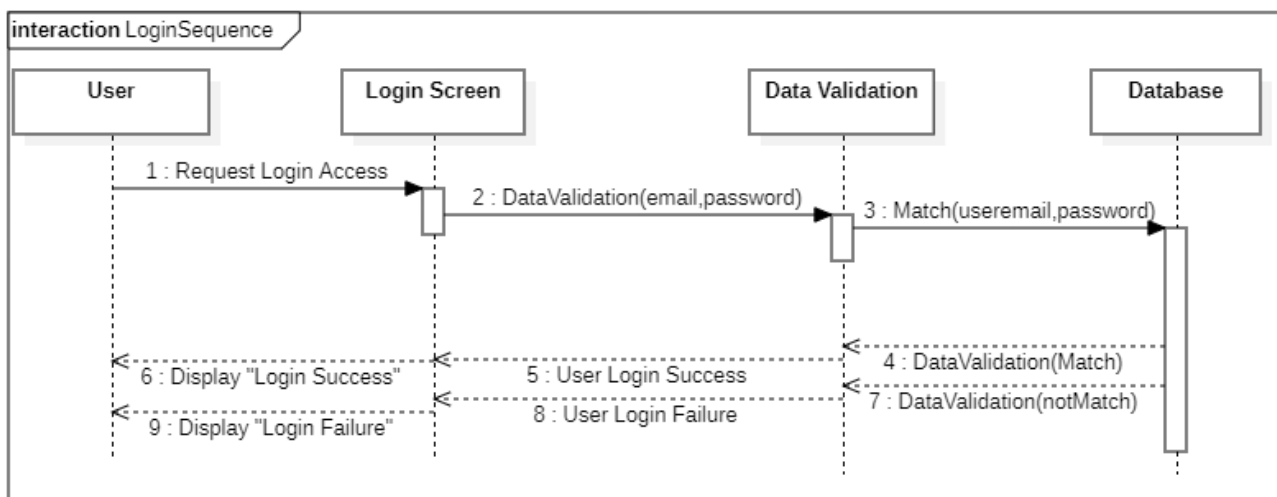 interaction LoginSequence
User
Login Screen
Data Validation
Database
1 : Request Login Access
2 : DataValidation(email,password)
3 : Match(useremail,password)
4 : DataValidation(Match)
5 : User Login Success
6 : Display "Login Success"
7 : DataValidation(notMatch)
8 : User Login Failure
9 : Display "Login Failure"